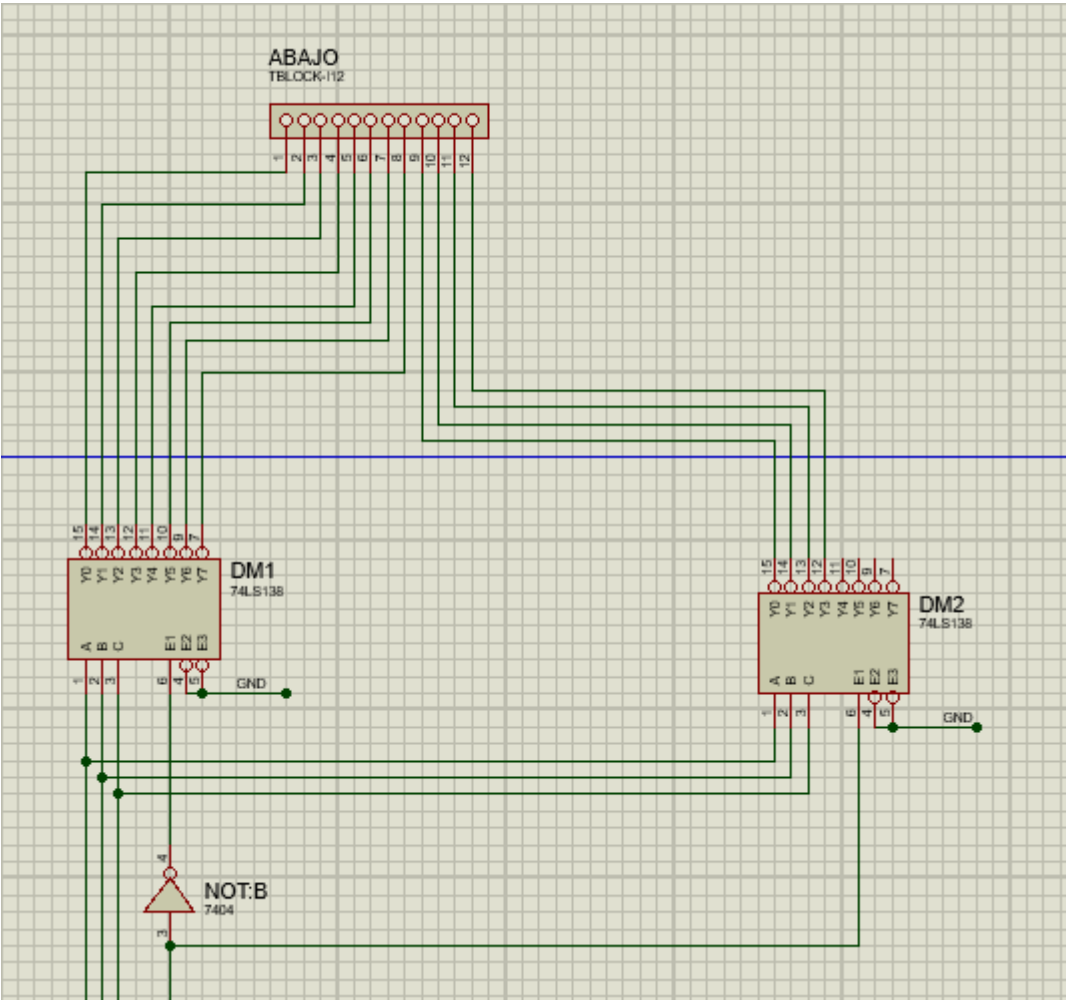 ABAJO
TBLOCK-I12
1 2 3 4 5 6 7 8 9 10 11 12
15 14 13 12 11 10 9 7
Y0 Y1 Y2 Y3 Y4 Y5 Y6 Y7
DM1
74LS138
A B C E1 E2 E3
1 2 3 6 4 5
GND
15 14 13 12 11 10 9 7
Y0 Y1 Y2 Y3 Y4 Y5 Y6 Y7
DM2
74LS138
A B C E1 E2 E3
1 2 3 6 4 5
GND
4
NOT:B
7404
3